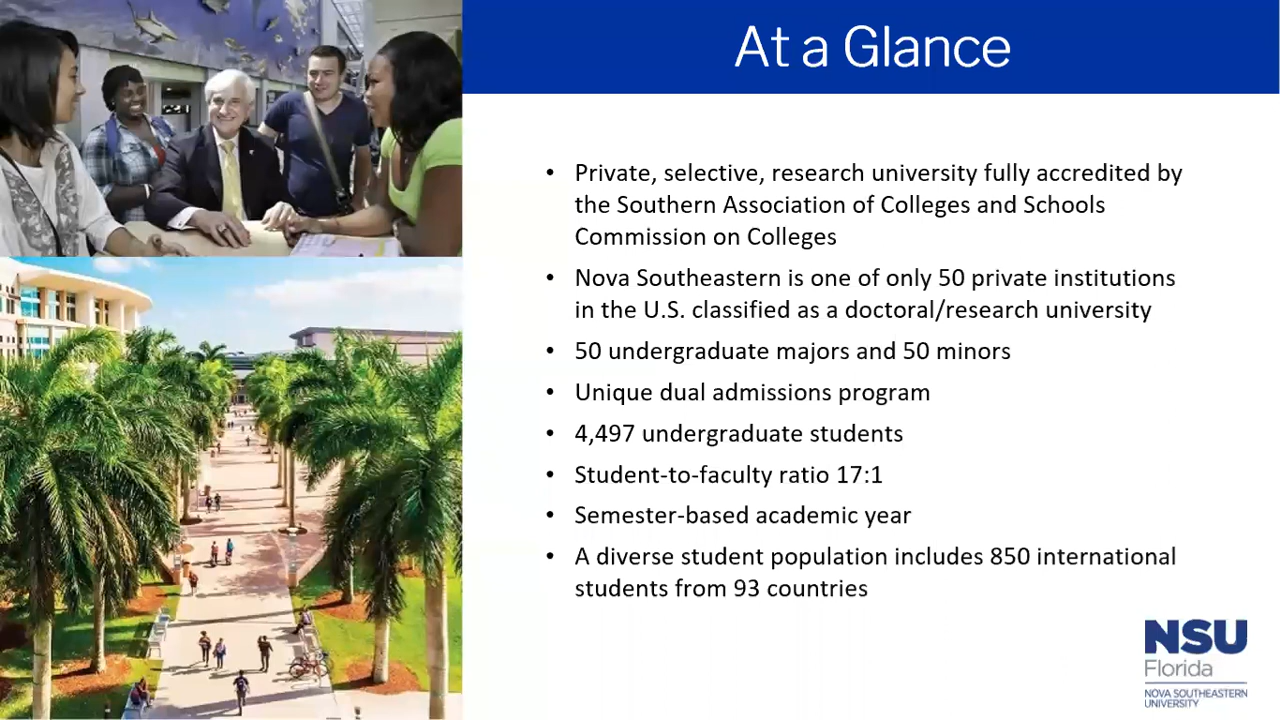 At a Glance
• Private, selective, research university fully accredited by
the Southern Association of Colleges and Schools
Commission on Colleges
• Nova Southeastern is one of only 50 private institutions
in the U.S. classified as a doctoral/research university
• 50 undergraduate majors and 50 minors
• Unique dual admissions program
• 4,497 undergraduate students
• Student-to-faculty ratio 17:1
• Semester-based academic year
• A diverse student population includes 850 international
students from 93 countries
NSU
Florida
NOVA SOUTHEASTERN
UNIVERSITY